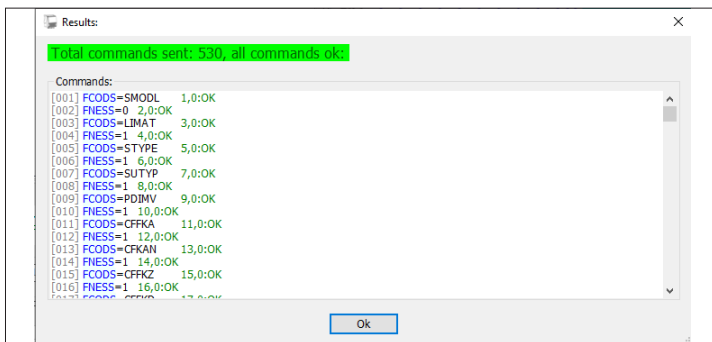 Results:
Total commands sent: 530, all commands ok:
Commands:
[001] FCODS=SMODL 1,0:OK
[002] FNESS=0 2,0:OK
[003] FCODS=LIMAT 3,0:OK
[004] FNESS=1 4,0:OK
[005] FCODS=STYPE 5,0:OK
[006] FNESS=1 6,0:OK
[007] FCODS=SUTYP 7,0:OK
[008] FNESS=1 8,0:OK
[009] FCODS=PDIMV 9,0:OK
[010] FNESS=1 10,0:OK
[011] FCODS=CFFKA 11,0:OK
[012] FNESS=1 12,0:OK
[013] FCODS=CFKAN 13,0:OK
[014] FNESS=1 14,0:OK
[015] FCODS=CFFKZ 15,0:OK
[016] FNESS=1 16,0:OK
Ok